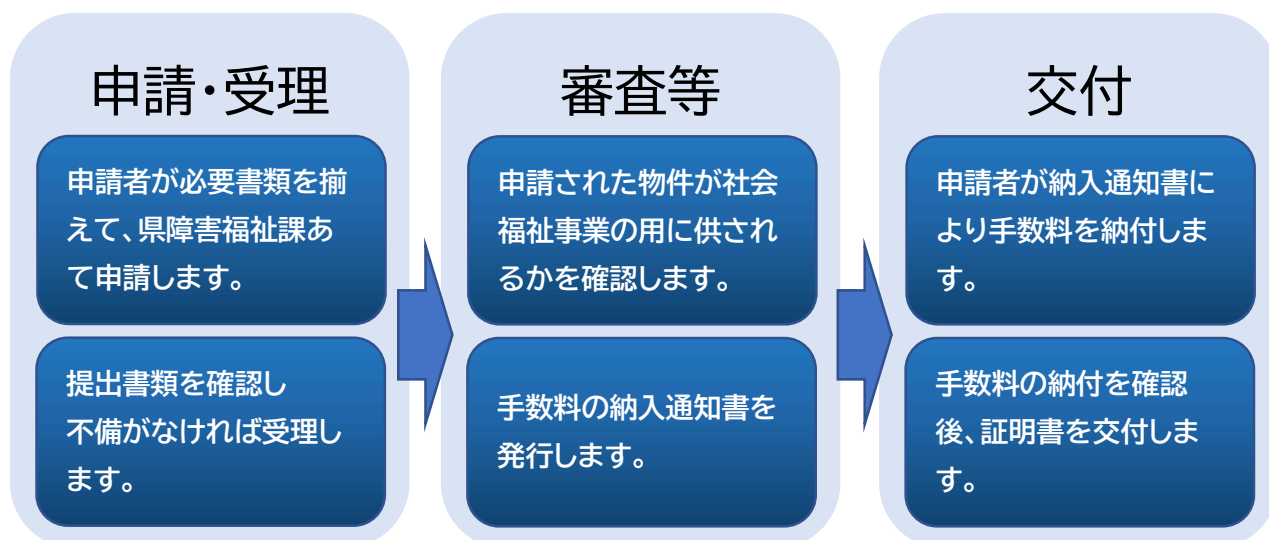 申請・受理
申請者が必要書類を揃
えて、県障害福祉課あ
て申請します。
提出書類を確認し
不備がなければ受理し
ます。
審査等
申請された物件が社会
福祉事業の用に供され
るかを確認します。
手数料の納入通知書を
発行します。
交付
申請者が納入通知書に
より手数料を納付しま
す。
手数料の納付を確認
後、証明書を交付しま
す。